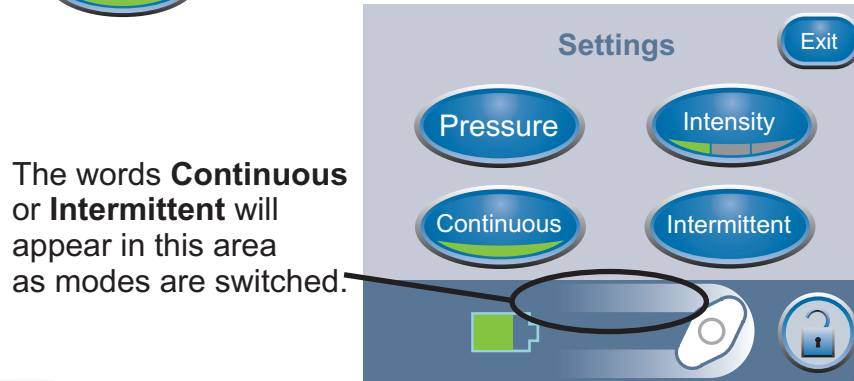 Settings
Exit
Pressure
Intensity
The words Continuous
or Intermittent will
appear in this area
as modes are switched.
Continuous
Intermittent